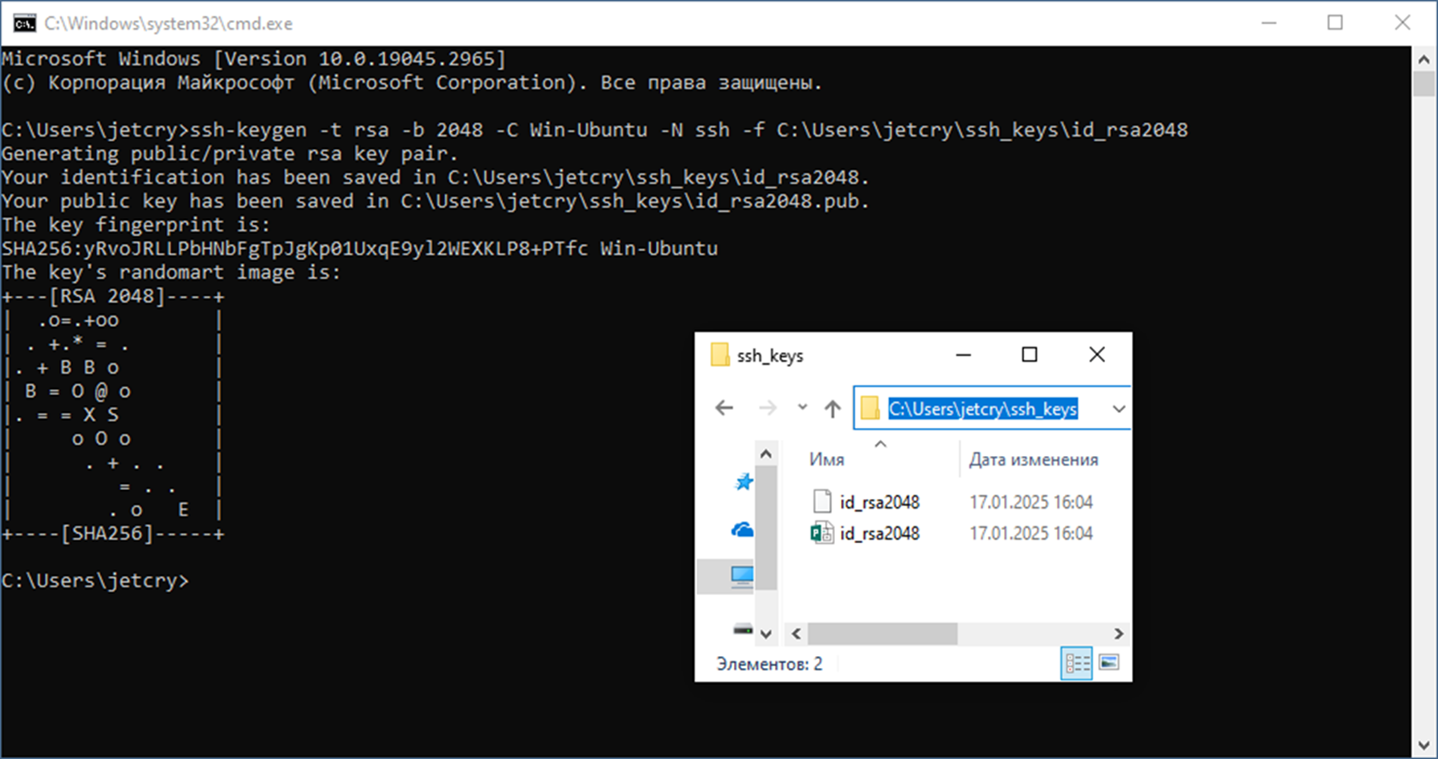 C:\Windows\system32\cmd.exe
Microsoft Windows [Version 10.0.19045.2965]
(c) Корпорация Майкрософт (Microsoft Corporation). Все права защищены.
C:\Users\jetcry>ssh-keygen -t rsa -b 2048 -C Win-Ubuntu -N ssh -f C:\Users\jetcry\ssh_keys\id_rsa2048
Generating public/private rsa key pair.
Your identification has been saved in C:\Users\jetcry\ssh_keys\id_rsa2048.
Your public key has been saved in C:\Users\jetcry\ssh_keys\id_rsa2048.pub.
The key fingerprint is:
SHA256:yRvoJRLLPbHNbFgTpJgKp01UxqE9yl2WEXKLP8+PTfc Win-Ubuntu
The key's randomart image is:
+---[RSA 2048]----+
|  .o=.+oo        |
| . +.* = .       |
|. + B B o        |
| B = O @ o       |
|. = = X S        |
|     o O o       |
|      . + . .    |
|         = . .   |
|        . o   E  |
+----[SHA256]-----+
C:\Users\jetcry>
ssh_keys
C:\Users\jetcry\ssh_keys
Имя Дата изменения
id_rsa2048 17.01.2025 16:04
id_rsa2048 17.01.2025 16:04
Элементов: 2